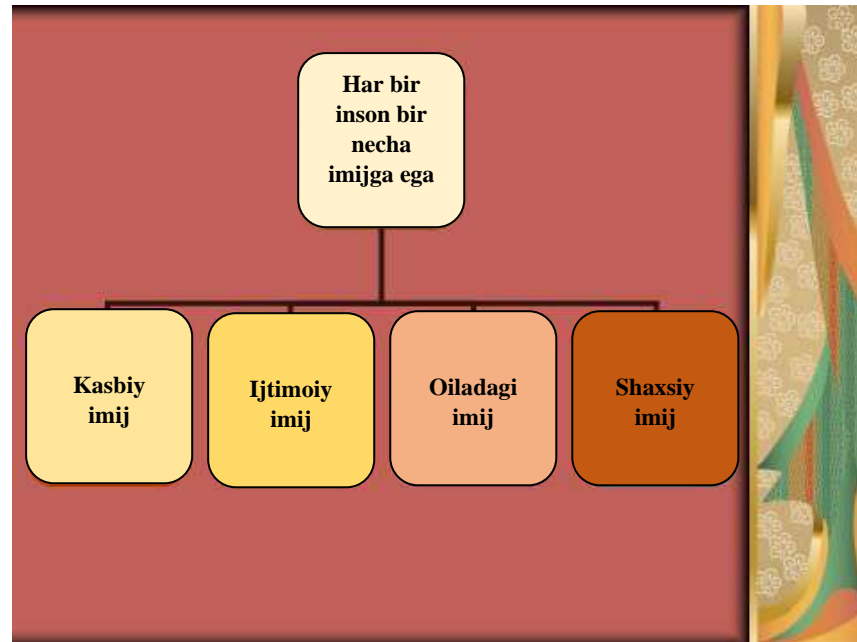 Har bir
inson bir
necha
imijga ega
Kasbiy
imij
Ijtimoiy
imij
Oiladagi
imij
Shaxsiy
imij